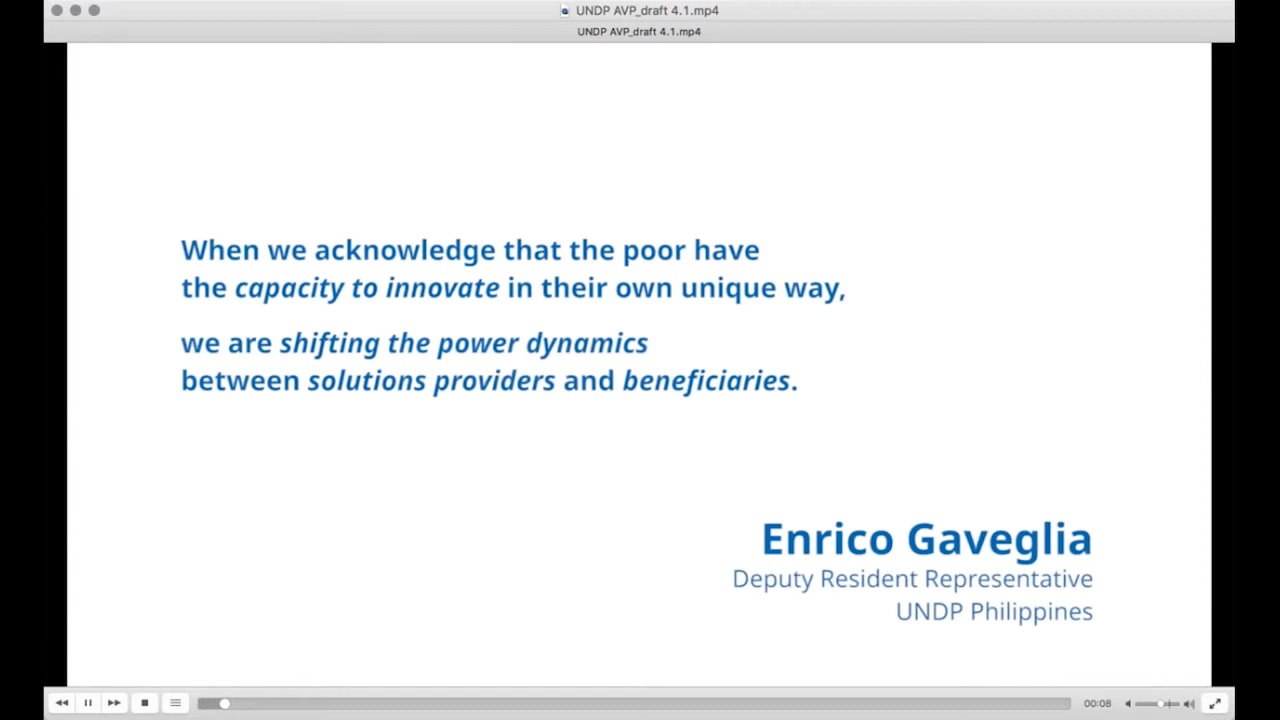 UNDP AVP_draft 4.1.mp4
UNDP AVP_draft 4.1.mp4
When we acknowledge that the poor have
the capacity to innovate in their own unique way,
we are shifting the power dynamics
between solutions providers and beneficiaries.
Enrico Gaveglia
Deputy Resident Representative
UNDP Philippines
00:08